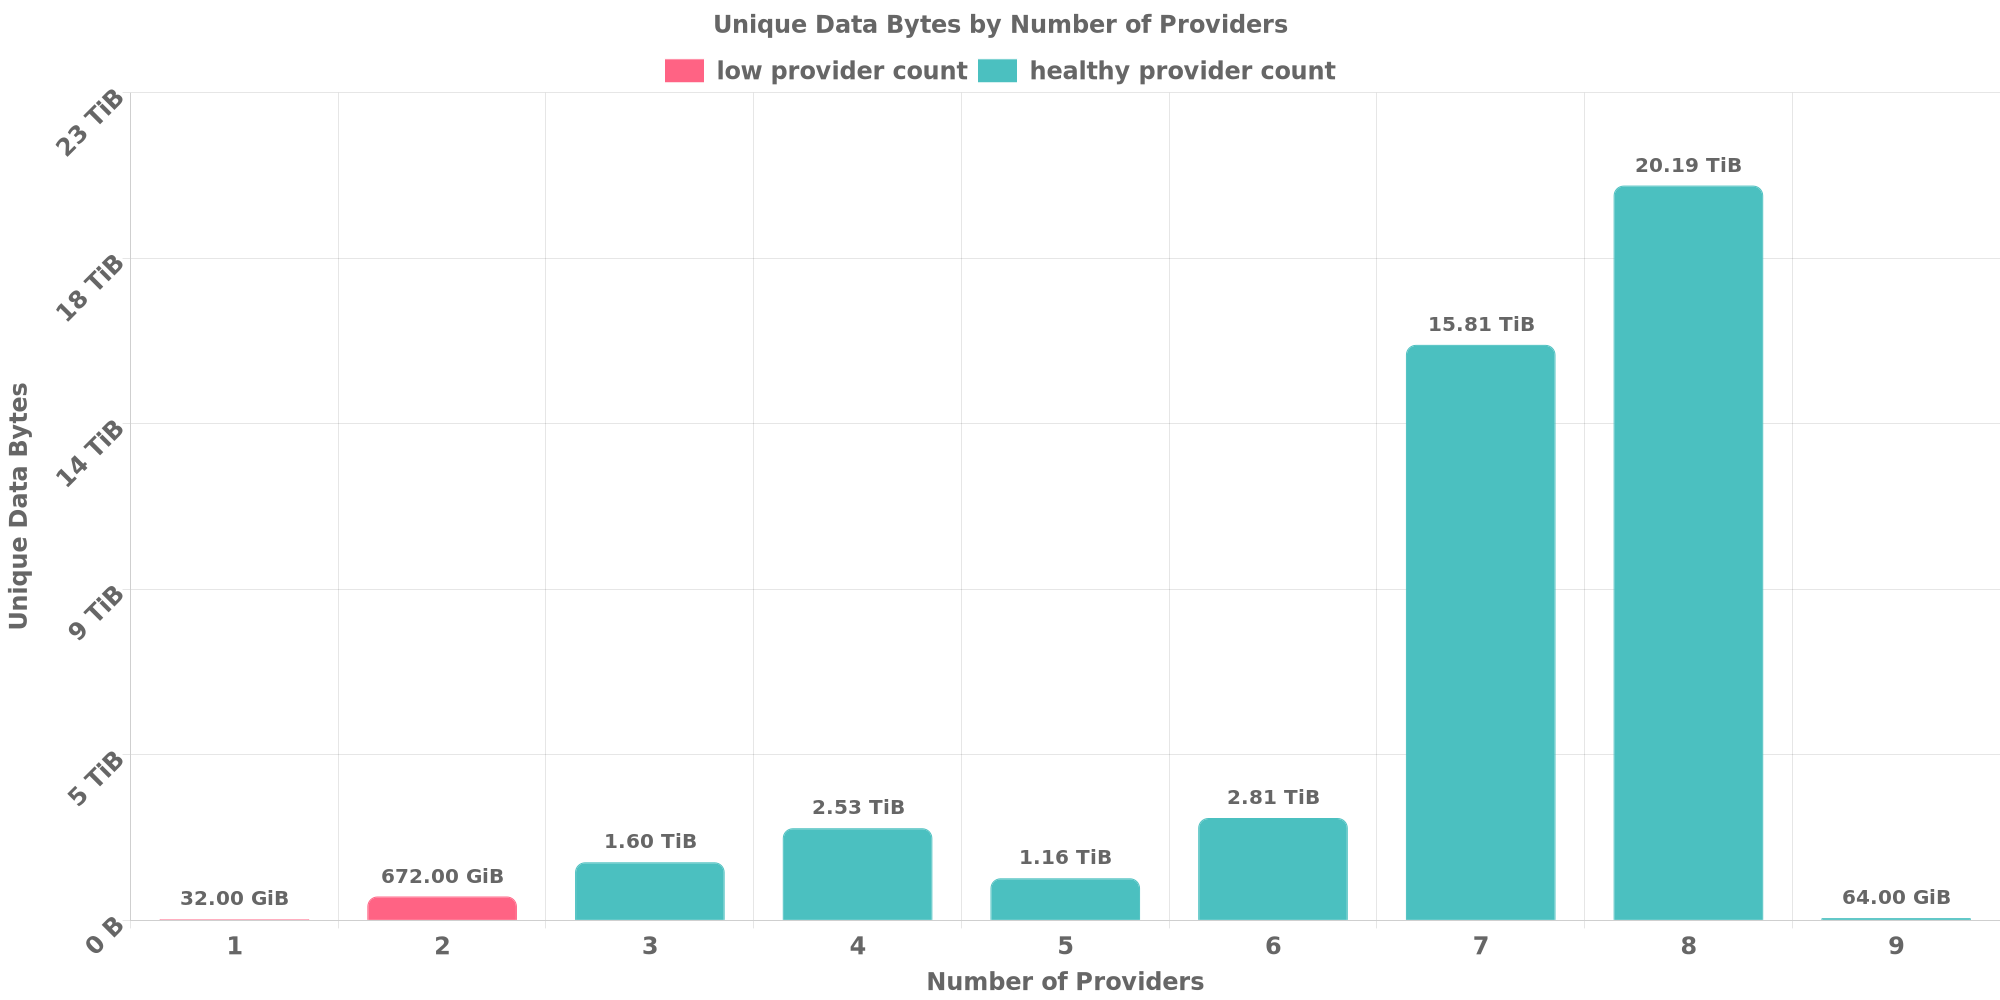 Unique Data Bytes by Number of Providers
low provider count healthy provider count
23 TiB
18 TiB
14 TiB
9 TiB
5 TiB
0 B
Unique Data Bytes
32.00 GiB
672.00 GiB
1.60 TiB
2.53 TiB
1.16 TiB
2.81 TiB
15.81 TiB
20.19 TiB
64.00 GiB
1 2 3 4 5 6 7 8 9
Number of Providers